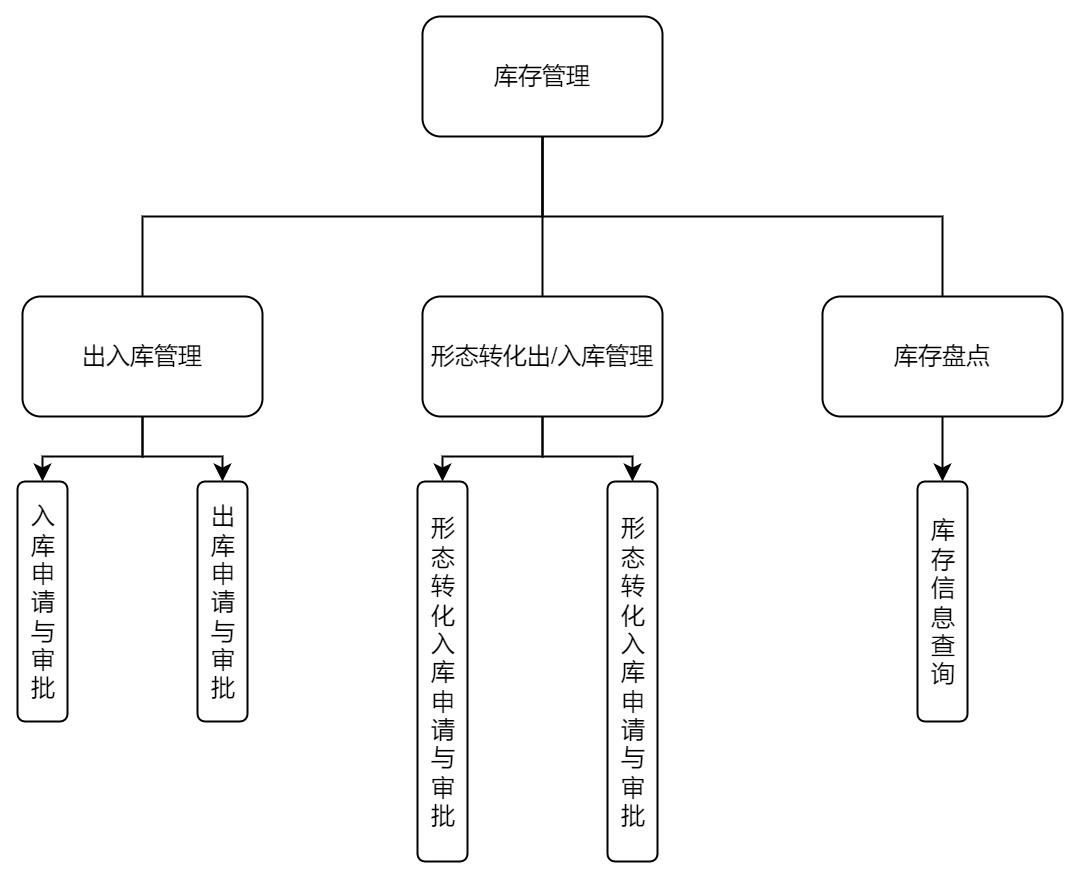 库存管理
出入库管理
形态转化出/入库管理
库存盘点
入库申请与审批
出库申请与审批
形态转化入库申请与审批
形态转化入库申请与审批
库存信息查询